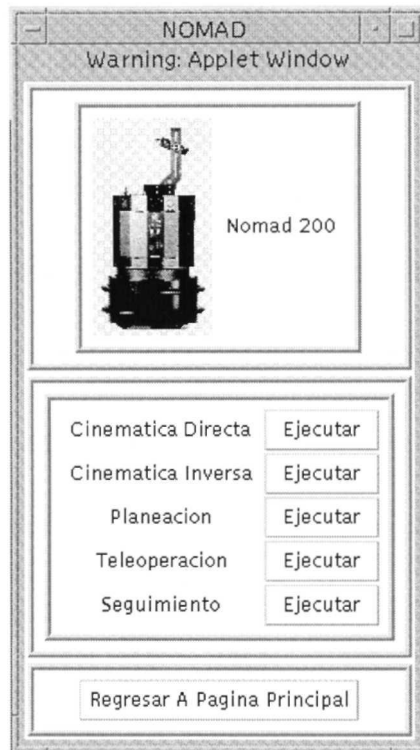 NOMAD
Warning: Applet Window
Nomad 200
Cinematica Directa Ejecutar
Cinematica Inversa Ejecutar
Planeacion Ejecutar
Teleoperacion Ejecutar
Seguimiento Ejecutar
Regresar A Pagina Principal